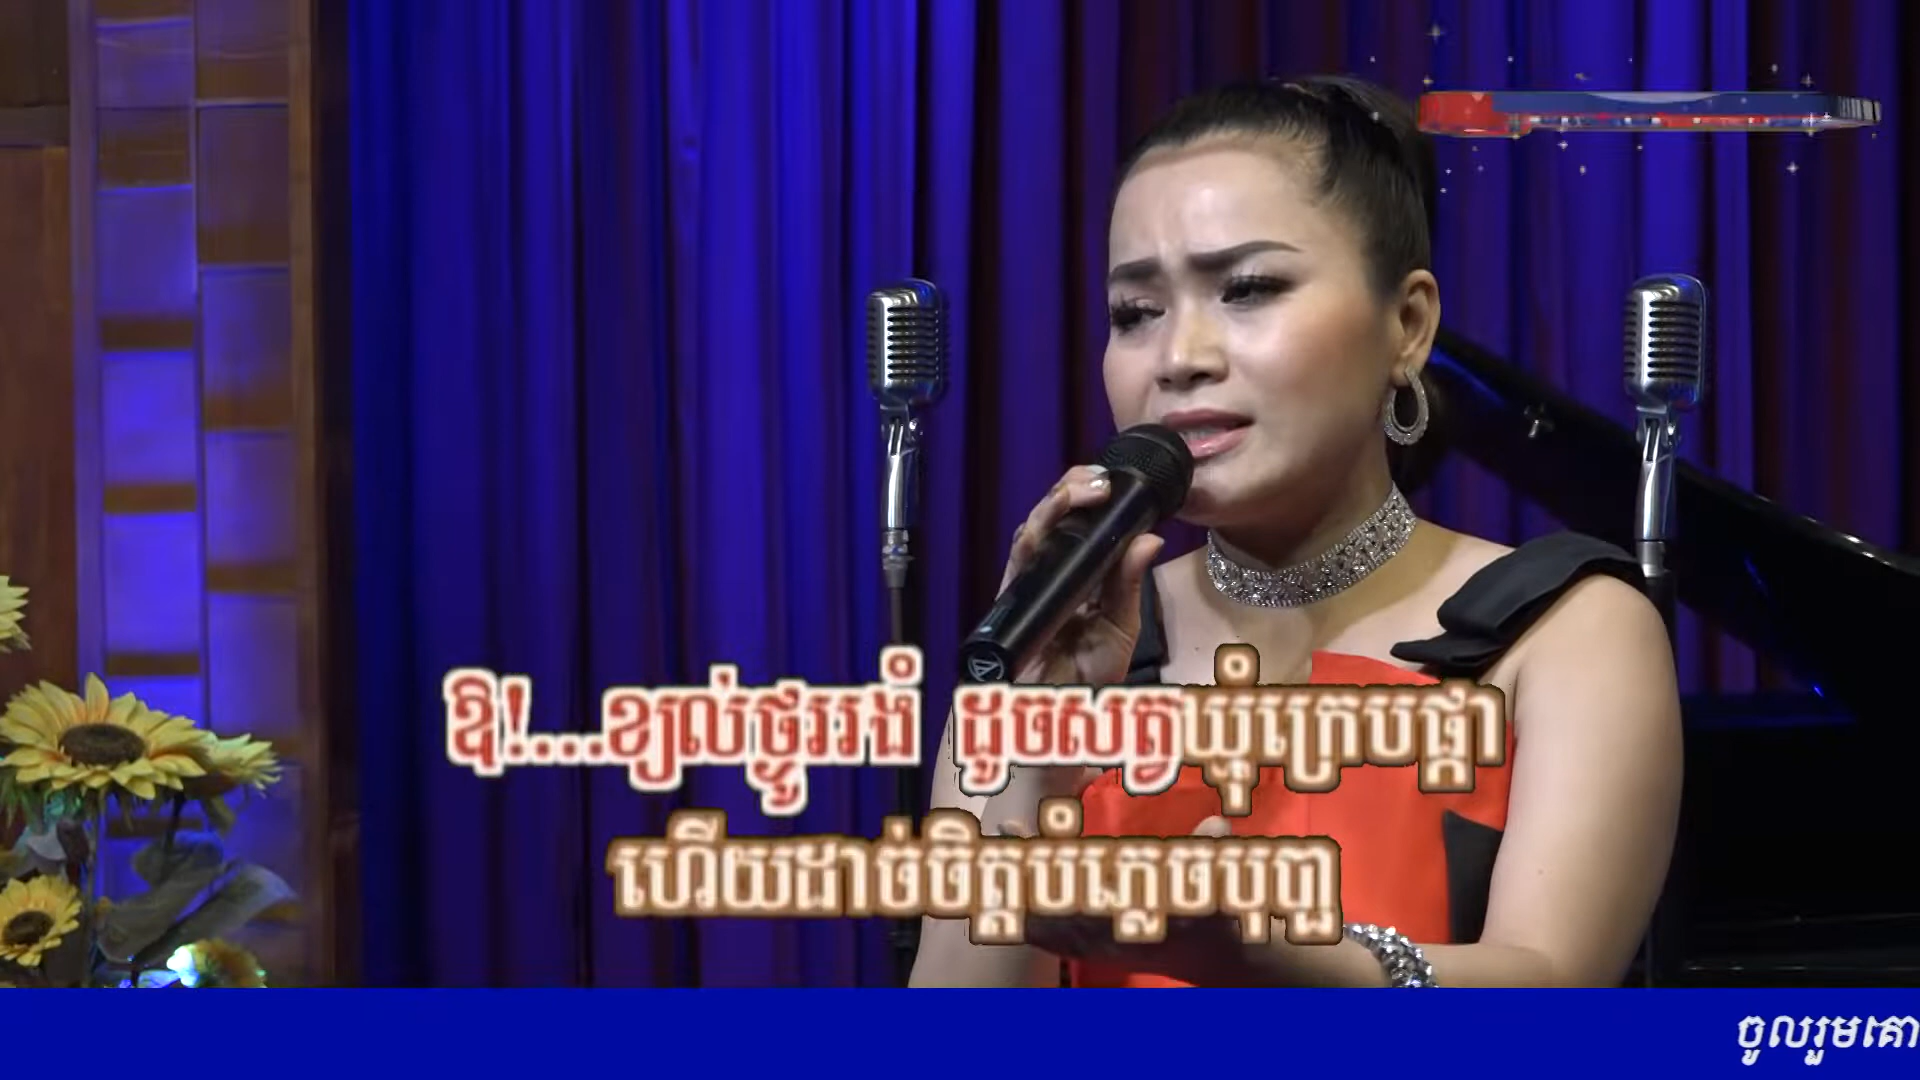 ឱ!....ខ្យល់ថ្ងូររងំ ដូចសត្វឃ្មុំក្រេបផ្កា
ហើយដាច់ចិត្តបំភ្លេចបុប្ផា
ចូលរួមគោ